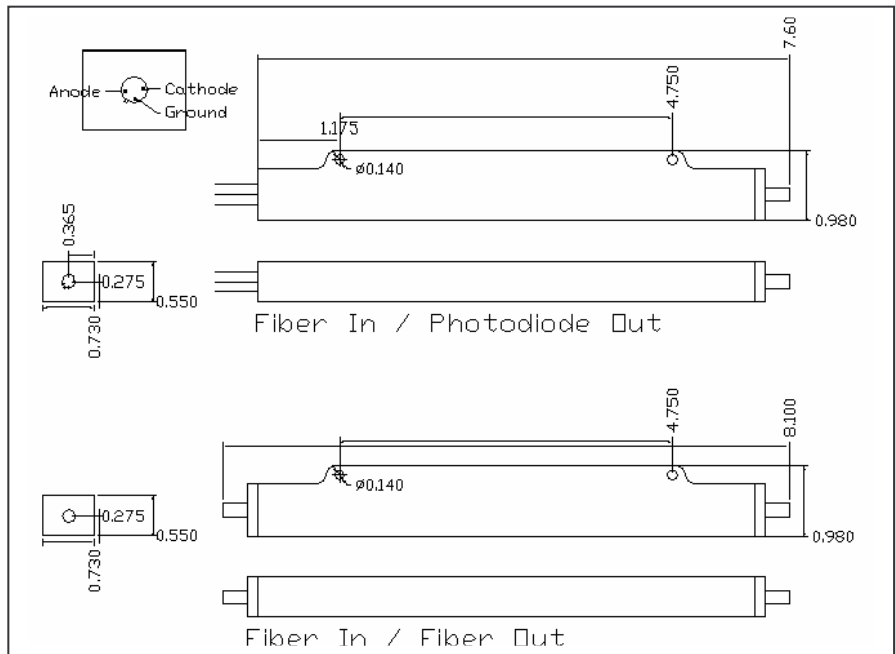 7.60
Anode
Cathode
Ground
4.750
1.175
Ø0.140
0.980
0.365
0.275
0.550
0.730
Fiber In / Photodiode Out
4.750
8.100
Ø0.140
0.275
0.550
0.980
0.730
Fiber In / Fiber Out